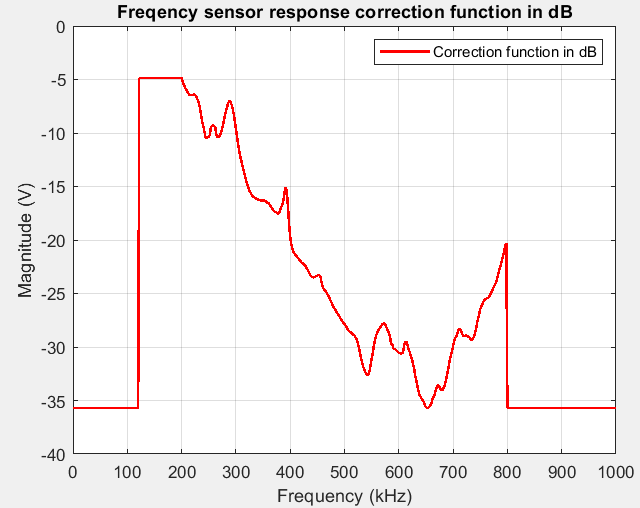 Freqency sensor response correction function in dB
Correction function in dB
Magnitude (V)
0
-5
-10
-15
-20
-25
-30
-35
-40
0 100 200 300 400 500 600 700 800 900 1000
Frequency (kHz)